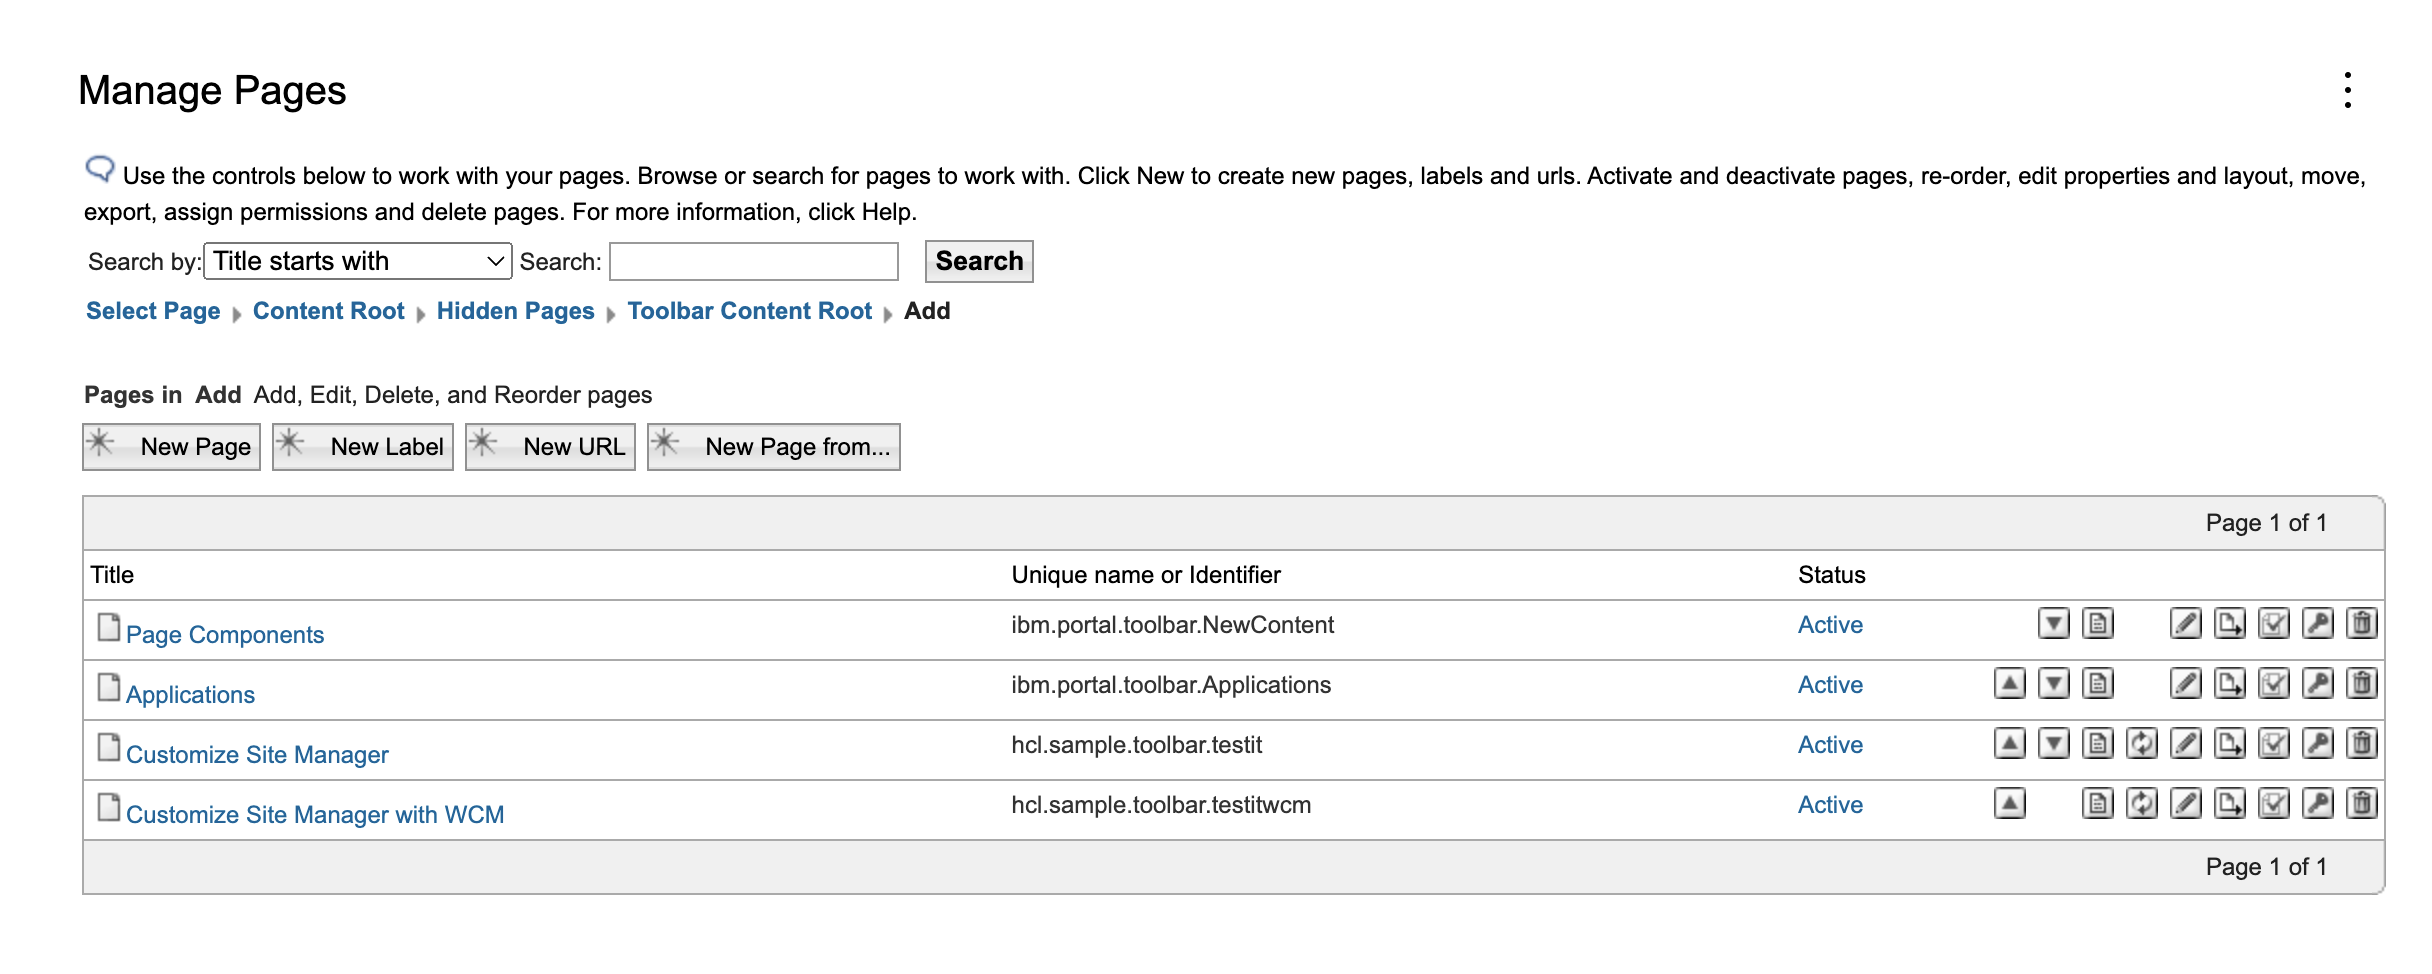 Manage Pages
Use the controls below to work with your pages. Browse or search for pages to work with. Click New to create new pages, labels and urls. Activate and deactivate pages, re-order, edit properties and layout, move,
export, assign permissions and delete pages. For more information, click Help.
Search by: Title starts with Search: Search
Select Page Content Root Hidden Pages Toolbar Content Root Add
Pages in Add Add, Edit, Delete, and Reorder pages
New Page New Label New URL New Page from...
Page 1 of 1
Title Unique name or Identifier Status
Page Components ibm.portal.toolbar.NewContent Active
Applications ibm.portal.toolbar.Applications Active
Customize Site Manager hcl.sample.toolbar.testit Active
Customize Site Manager with WCM hcl.sample.toolbar.testitwcm Active
Page 1 of 1